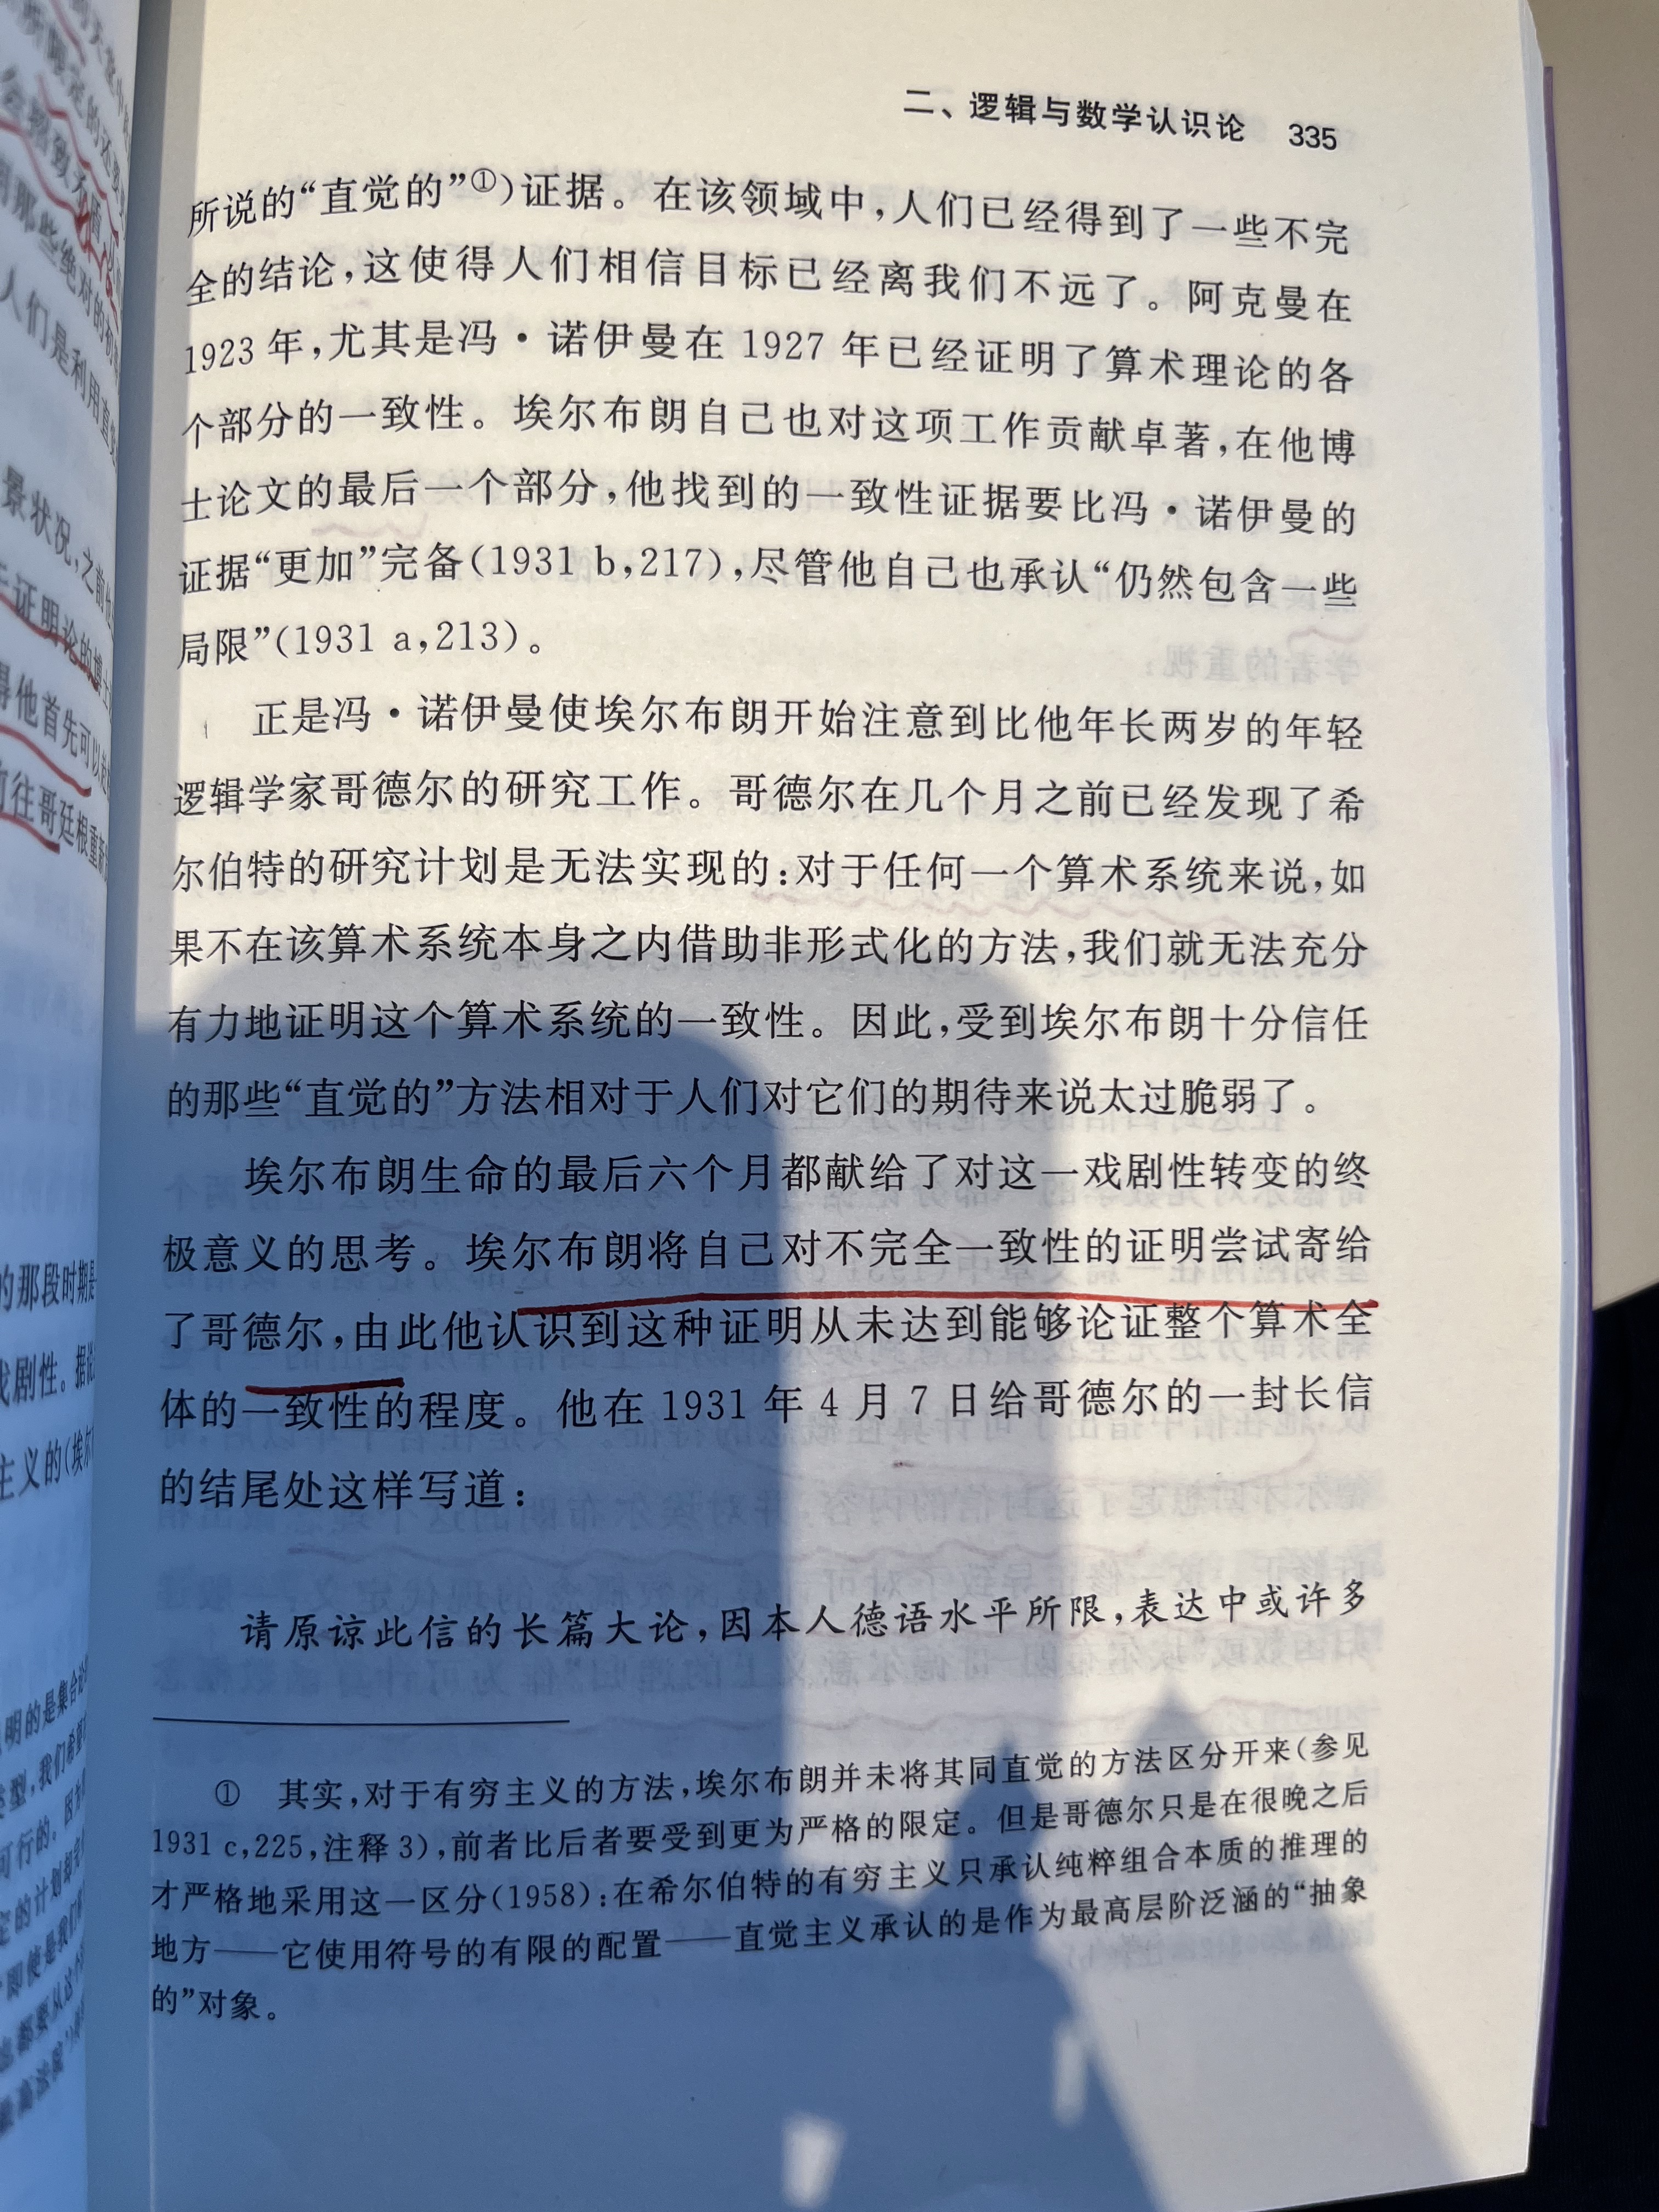 二、逻辑与数学认识论 335
所说的“直觉的”①)证据。在该领域中,人们已经得到了一些不完
全的结论,这使得人们相信目标已经离我们不远了。阿克曼在
1923年,尤其是冯·诺伊曼在1927年已经证明了算术理论的各
个部分的一致性。埃尔布朗自己也对这项工作贡献卓著,在他博
士论文的最后一个部分,他找到的一致性证据要比冯·诺伊曼的
证据“更加”完备(1931 b,217),尽管他自己也承认“仍然包含一些
局限”(1931 a,213)。
正是冯·诺伊曼使埃尔布朗开始注意到比他年长两岁的年轻
逻辑学家哥德尔的研究工作。哥德尔在几个月之前已经发现了希
尔伯特的研究计划是无法实现的:对于任何一个算术系统来说,如
果不在该算术系统本身之内借助非形式化的方法,我们就无法充分
有力地证明这个算术系统的一致性。因此,受到埃尔布朗十分信任
的那些“直觉的”方法相对于人们对它们的期待来说太过脆弱了。
埃尔布朗生命的最后六个月都献给了对这一戏剧性转变的终
极意义的思考。埃尔布朗将自己对不完全一致性的证明尝试寄给
了哥德尔,由此他认识到这种证明从未达到能够论证整个算术全
体的一致性的程度。他在1931年4月7日给哥德尔的一封长信
的结尾处这样写道:
请原谅此信的长篇大论,因本人德语水平所限,表达中或许多
① 其实,对于有穷主义的方法,埃尔布朗并未将其同直觉的方法区分开来(参见
1931 c,225,注释3),前者比后者要受到更为严格的限定。但是哥德尔只是在很晚之后
才严格地采用这一区分(1958):在希尔伯特的有穷主义只承认纯粹组合本质的推理的
地方——它使用符号的有限的配置——直觉主义承认的是作为最高层阶泛涵的“抽象
的”对象。